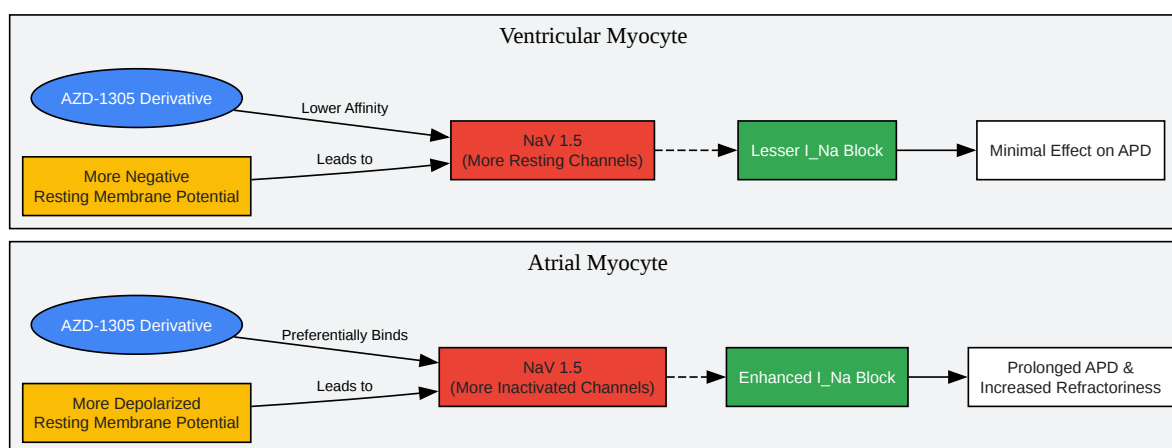 Ventricular Myocyte
AZD-1305 Derivative
Lower Affinity
Leads to
More Negative
Resting Membrane Potential
NaV 1.5
(More Resting Channels)
Lesser I_Na Block
Minimal Effect on APD
Atrial Myocyte
AZD-1305 Derivative
Preferentially Binds
Leads to
More Depolarized
Resting Membrane Potential
NaV 1.5
(More Inactivated Channels)
Enhanced I_Na Block
Prolonged APD &
Increased Refractoriness